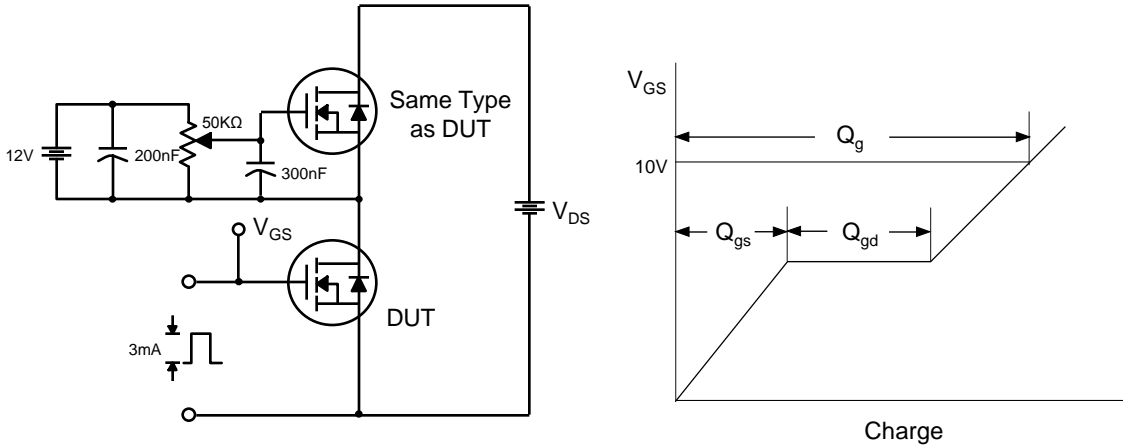 12V
200nF
50KΩ
300nF
Same Type
as DUT
V_DS
V_GS
DUT
3mA
V_GS
10V
Q_g
Q_gs
Q_gd
Charge